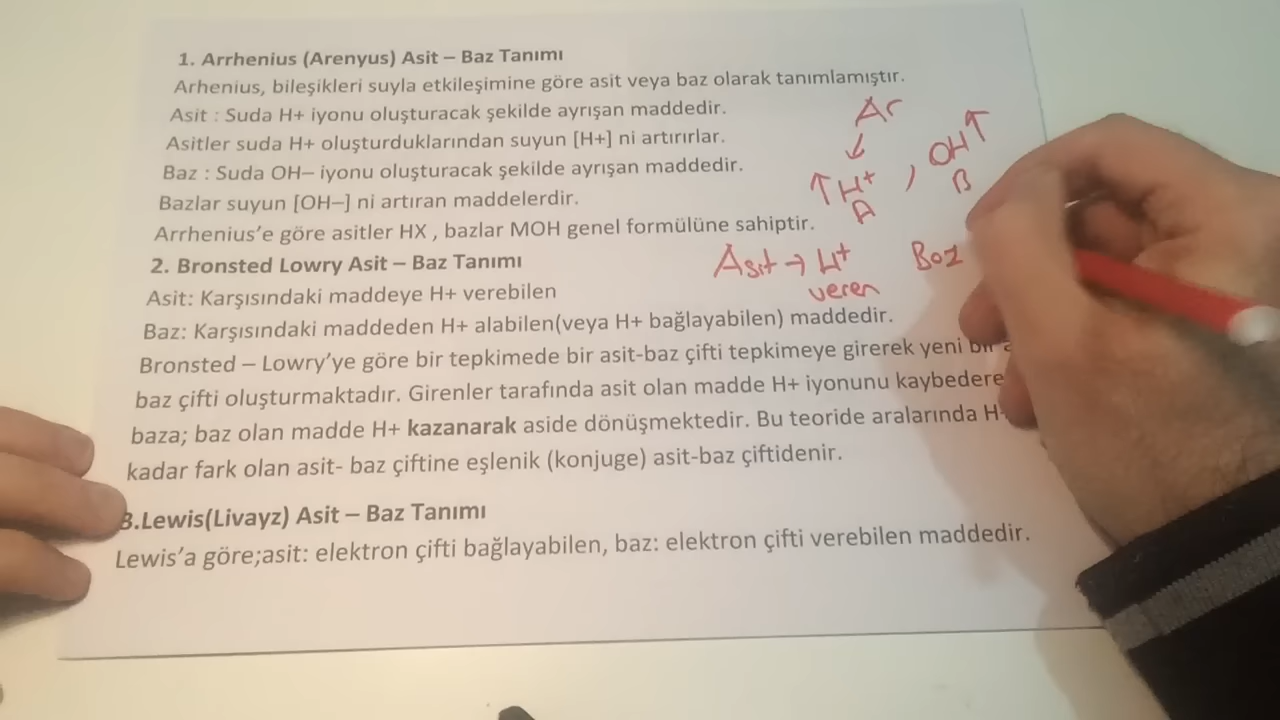 1. Arrhenius (Arenyus) Asit – Baz Tanımı
Arhenius, bileşikleri suyla etkileşimine göre asit veya baz olarak tanımlamıştır.
Asit : Suda H+ iyonu oluşturacak şekilde ayrışan maddedir.
Asitler suda H+ oluşturduklarından suyun [H+] ni artırırlar.
Baz : Suda OH– iyonu oluşturacak şekilde ayrışan maddedir.
Bazlar suyun [OH–] ni artıran maddelerdir.
Arrhenius’e göre asitler HX , bazlar MOH genel formülüne sahiptir.
Ar
↓
↑ H+ , OH ↑
A B
2. Bronsted Lowry Asit – Baz Tanımı
Asit → H+ Baz
veren
Asit: Karşısındaki maddeye H+ verebilen
Baz: Karşısındaki maddeden H+ alabilen(veya H+ bağlayabilen) maddedir.
Bronsted – Lowry’ye göre bir tepkimede bir asit-baz çifti tepkimeye girerek yeni bir
baz çifti oluşturmaktadır. Girenler tarafında asit olan madde H+ iyonunu kaybedere
baza; baz olan madde H+ kazanarak aside dönüşmektedir. Bu teoride aralarında H
kadar fark olan asit- baz çiftine eşlenik (konjuge) asit-baz çiftidenir.
3.Lewis(Livayz) Asit – Baz Tanımı
Lewis’a göre;asit: elektron çifti bağlayabilen, baz: elektron çifti verebilen maddedir.